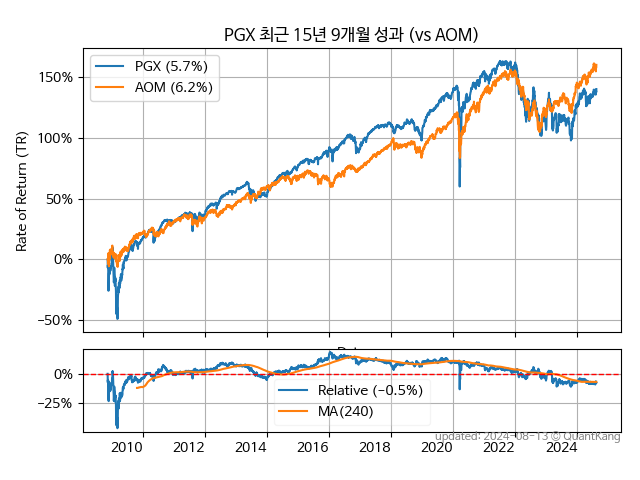 PGX 최근 15년 9개월 성과 (vs AOM)
Rate of Return (TR)
150%
100%
50%
0%
−50%
PGX (5.7%)
AOM (6.2%)
0%
−25%
Relative (−0.5%)
MA(240)
2010 2012 2014 2016 2018 2020 2022 2024
updated: 2024-08-13 © QuantKang